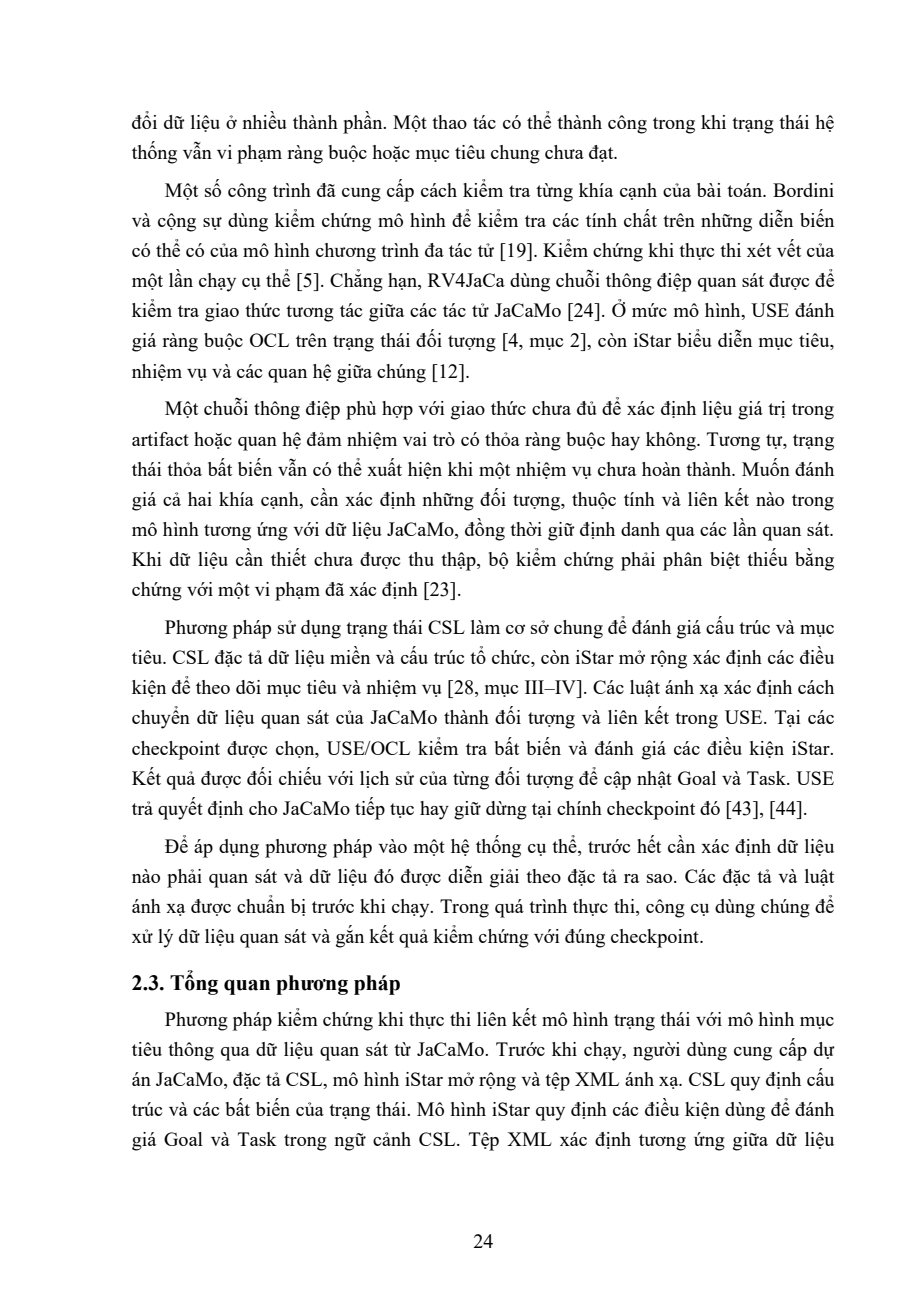 đổi dữ liệu ở nhiều thành phần. Một thao tác có thể thành công trong khi trạng thái hệ
thống vẫn vi phạm ràng buộc hoặc mục tiêu chung chưa đạt.
Một số công trình đã cung cấp cách kiểm tra từng khía cạnh của bài toán. Bordini
và cộng sự dùng kiểm chứng mô hình để kiểm tra các tính chất trên những diễn biến
có thể có của mô hình chương trình đa tác tử [19]. Kiểm chứng khi thực thi xét vết của
một lần chạy cụ thể [5]. Chẳng hạn, RV4JaCa dùng chuỗi thông điệp quan sát được để
kiểm tra giao thức tương tác giữa các tác tử JaCaMo [24]. Ở mức mô hình, USE đánh
giá ràng buộc OCL trên trạng thái đối tượng [4, mục 2], còn iStar biểu diễn mục tiêu,
nhiệm vụ và các quan hệ giữa chúng [12].
Một chuỗi thông điệp phù hợp với giao thức chưa đủ để xác định liệu giá trị trong
artifact hoặc quan hệ đảm nhiệm vai trò có thỏa ràng buộc hay không. Tương tự, trạng
thái thỏa bất biến vẫn có thể xuất hiện khi một nhiệm vụ chưa hoàn thành. Muốn đánh
giá cả hai khía cạnh, cần xác định những đối tượng, thuộc tính và liên kết nào trong
mô hình tương ứng với dữ liệu JaCaMo, đồng thời giữ định danh qua các lần quan sát.
Khi dữ liệu cần thiết chưa được thu thập, bộ kiểm chứng phải phân biệt thiếu bằng
chứng với một vi phạm đã xác định [23].
Phương pháp sử dụng trạng thái CSL làm cơ sở chung để đánh giá cấu trúc và mục
tiêu. CSL đặc tả dữ liệu miền và cấu trúc tổ chức, còn iStar mở rộng xác định các điều
kiện để theo dõi mục tiêu và nhiệm vụ [28, mục III–IV]. Các luật ánh xạ xác định cách
chuyển dữ liệu quan sát của JaCaMo thành đối tượng và liên kết trong USE. Tại các
checkpoint được chọn, USE/OCL kiểm tra bất biến và đánh giá các điều kiện iStar.
Kết quả được đối chiếu với lịch sử của từng đối tượng để cập nhật Goal và Task. USE
trả quyết định cho JaCaMo tiếp tục hay giữ dừng tại chính checkpoint đó [43], [44].
Để áp dụng phương pháp vào một hệ thống cụ thể, trước hết cần xác định dữ liệu
nào phải quan sát và dữ liệu đó được diễn giải theo đặc tả ra sao. Các đặc tả và luật
ánh xạ được chuẩn bị trước khi chạy. Trong quá trình thực thi, công cụ dùng chúng để
xử lý dữ liệu quan sát và gắn kết quả kiểm chứng với đúng checkpoint.
2.3. Tổng quan phương pháp
Phương pháp kiểm chứng khi thực thi liên kết mô hình trạng thái với mô hình mục
tiêu thông qua dữ liệu quan sát từ JaCaMo. Trước khi chạy, người dùng cung cấp dự
án JaCaMo, đặc tả CSL, mô hình iStar mở rộng và tệp XML ánh xạ. CSL quy định cấu
trúc và các bất biến của trạng thái. Mô hình iStar quy định các điều kiện dùng để đánh
giá Goal và Task trong ngữ cảnh CSL. Tệp XML xác định tương ứng giữa dữ liệu
24